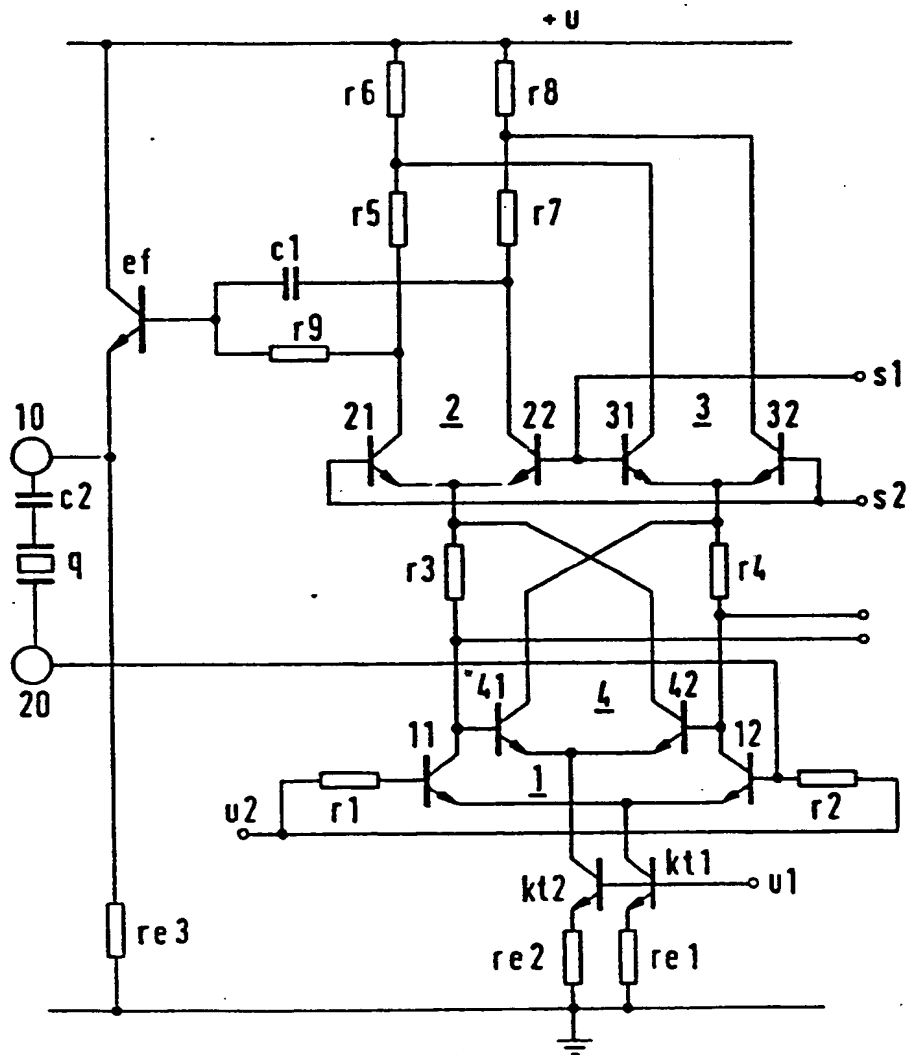 +u
r6 r8
r5 r7
c1
ef
r9
s1
10 21 2 22 31 3 32
c2 s2
q r3 r4
20 41 4 42
11 1 12
r1 r2
u2
kt2 kt1 u1
re3 re2 re1